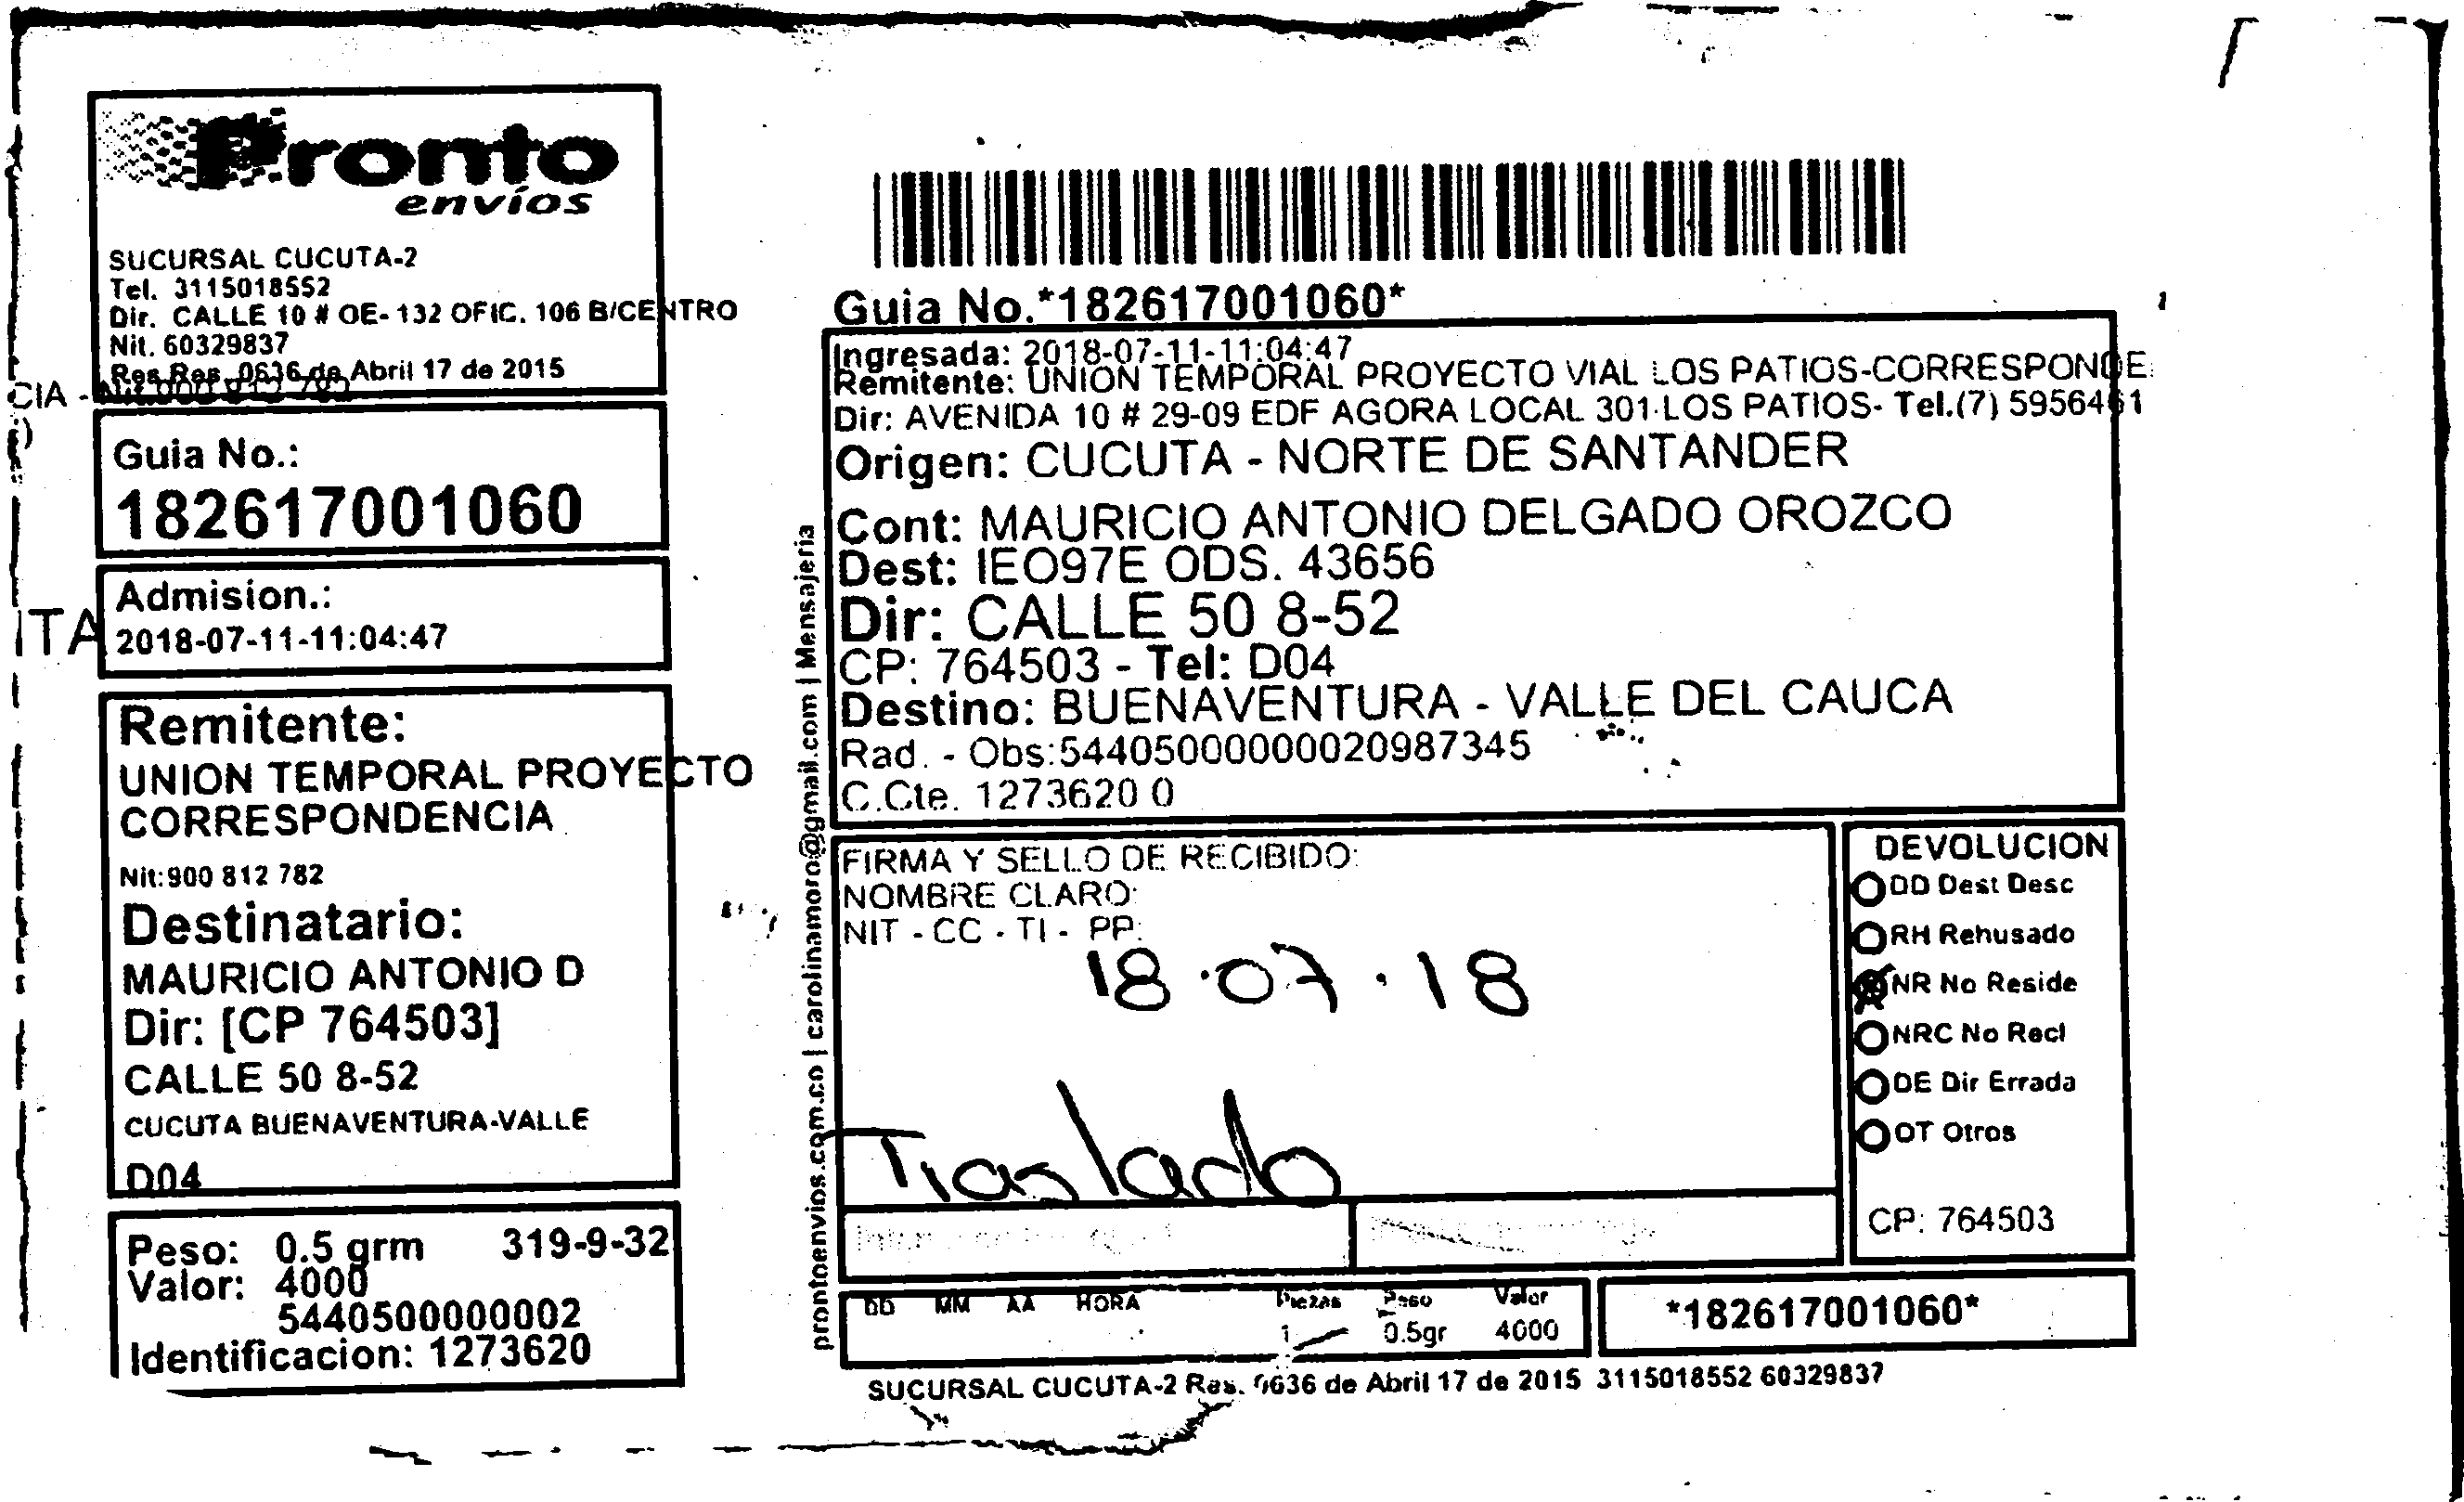 Pronto
envíos
SUCURSAL CUCUTA-2
Tel. 3115018552
Dir. CALLE 10 # OE-132 OFIC. 106 B/CENTRO
Nit. 60329837
Res.Res. 0636 de Abril 17 de 2015
CIA -
Guia No.:
182617001060
Admision.:
ITA
2018-07-11-11:04:47
Remitente:
UNION TEMPORAL PROYECTO
CORRESPONDENCIA
Nit:900 812 782
Destinatario:
MAURICIO ANTONIO D
Dir: [CP 764503]
CALLE 50 8-52
CUCUTA BUENAVENTURA-VALLE
D04
Peso: 0.5 grm 319-9-32
Valor: 4000
5440500000002
Identificacion: 1273620
prontoenvios.com.co | carolinamoro@gmail.com | Mensajeria
Guia No.*182617001060*
Ingresada: 2018-07-11-11:04:47
Remitente: UNION TEMPORAL PROYECTO VIAL LOS PATIOS-CORRESPONDE
Dir: AVENIDA 10 # 29-09 EDF AGORA LOCAL 301-LOS PATIOS- Tel.(7) 5956461
Origen: CUCUTA - NORTE DE SANTANDER
Cont: MAURICIO ANTONIO DELGADO OROZCO
Dest: IEO97E ODS. 43656
Dir: CALLE 50 8-52
CP: 764503 - Tel: D04
Destino: BUENAVENTURA - VALLE DEL CAUCA
Rad. - Obs:544050000000020987345
C.Cte. 1273620 0
FIRMA Y SELLO DE RECIBIDO:
NOMBRE CLARO:
NIT - CC - TI - PP:
18.07.18
Traslado
DEVOLUCION
DD Dest Desc
RH Rehusado
NR No Reside
NRC No Recl
DE Dir Errada
OT Otros
CP: 764503
DD MM AA HORA Piezas Peso Valor
1 0.5gr 4000
*182617001060*
SUCURSAL CUCUTA-2 Res. 0636 de Abril 17 de 2015 3115018552 60329837